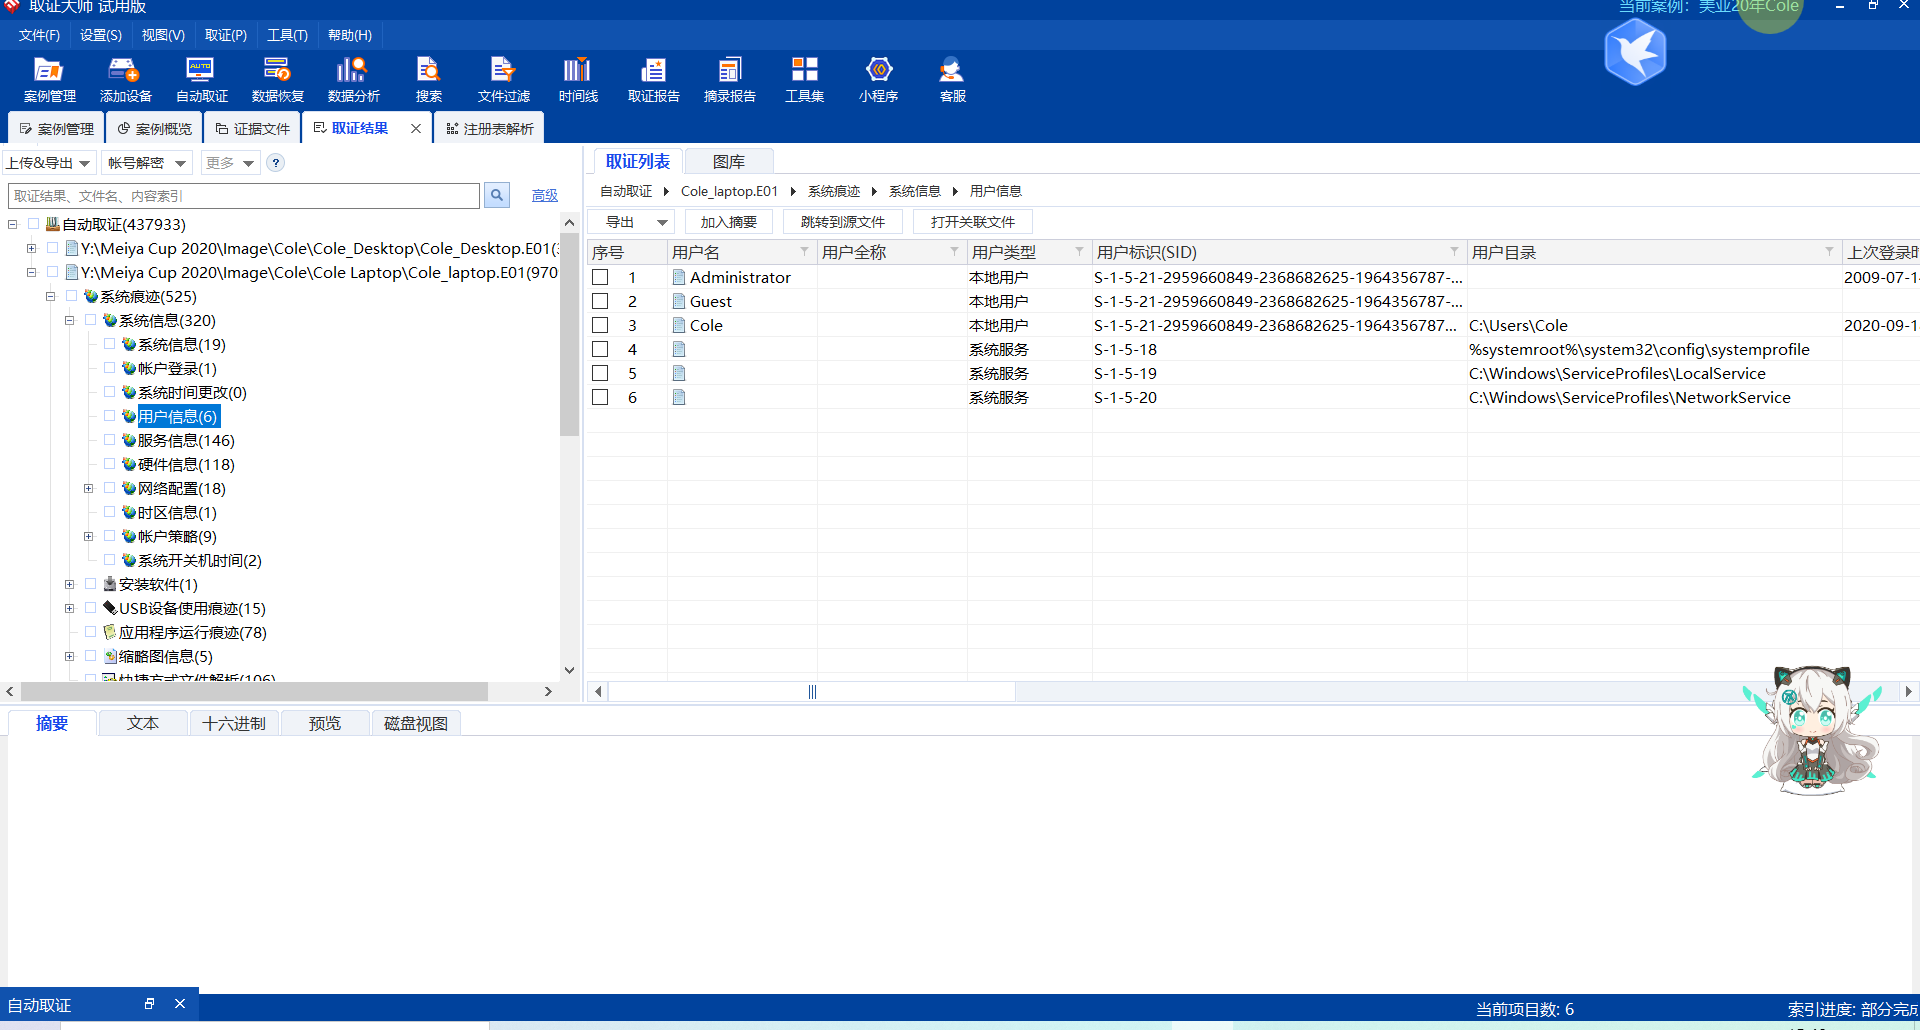 取证大师 试用版
当前案例：美亚20年Cole
文件(F) 设置(S) 视图(V) 取证(P) 工具(T) 帮助(H)
案例管理 添加设备 自动取证 数据恢复 数据分析 搜索 文件过滤 时间线 取证报告 摘录报告 工具集 小程序 客服
案例管理 案例概览 证据文件 取证结果 注册表解析
上传&导出 帐号解密 更多 ?
取证结果、文件名、内容索引 高级
自动取证(437933)
Y:\Meiya Cup 2020\Image\Cole\Cole_Desktop\Cole_Desktop.E01(3
Y:\Meiya Cup 2020\Image\Cole\Cole Laptop\Cole_laptop.E01(970
系统痕迹(525)
系统信息(320)
系统信息(19)
帐户登录(1)
系统时间更改(0)
用户信息(6)
服务信息(146)
硬件信息(118)
网络配置(18)
时区信息(1)
帐户策略(9)
系统开关机时间(2)
安装软件(1)
USB设备使用痕迹(15)
应用程序运行痕迹(78)
缩略图信息(5)
快捷方式文件解析(106)
取证列表 图库
自动取证 Cole_laptop.E01 系统痕迹 系统信息 用户信息
导出 加入摘要 跳转到源文件 打开关联文件
序号 用户名 用户全称 用户类型 用户标识(SID) 用户目录 上次登录时
1 Administrator 本地用户 S-1-5-21-2959660849-2368682625-1964356787-... 2009-07-1
2 Guest 本地用户 S-1-5-21-2959660849-2368682625-1964356787-...
3 Cole 本地用户 S-1-5-21-2959660849-2368682625-1964356787... C:\Users\Cole 2020-09-1
4 系统服务 S-1-5-18 %systemroot%\system32\config\systemprofile
5 系统服务 S-1-5-19 C:\Windows\ServiceProfiles\LocalService
6 系统服务 S-1-5-20 C:\Windows\ServiceProfiles\NetworkService
摘要 文本 十六进制 预览 磁盘视图
自动取证
当前项目数: 6
索引进度: 部分完成